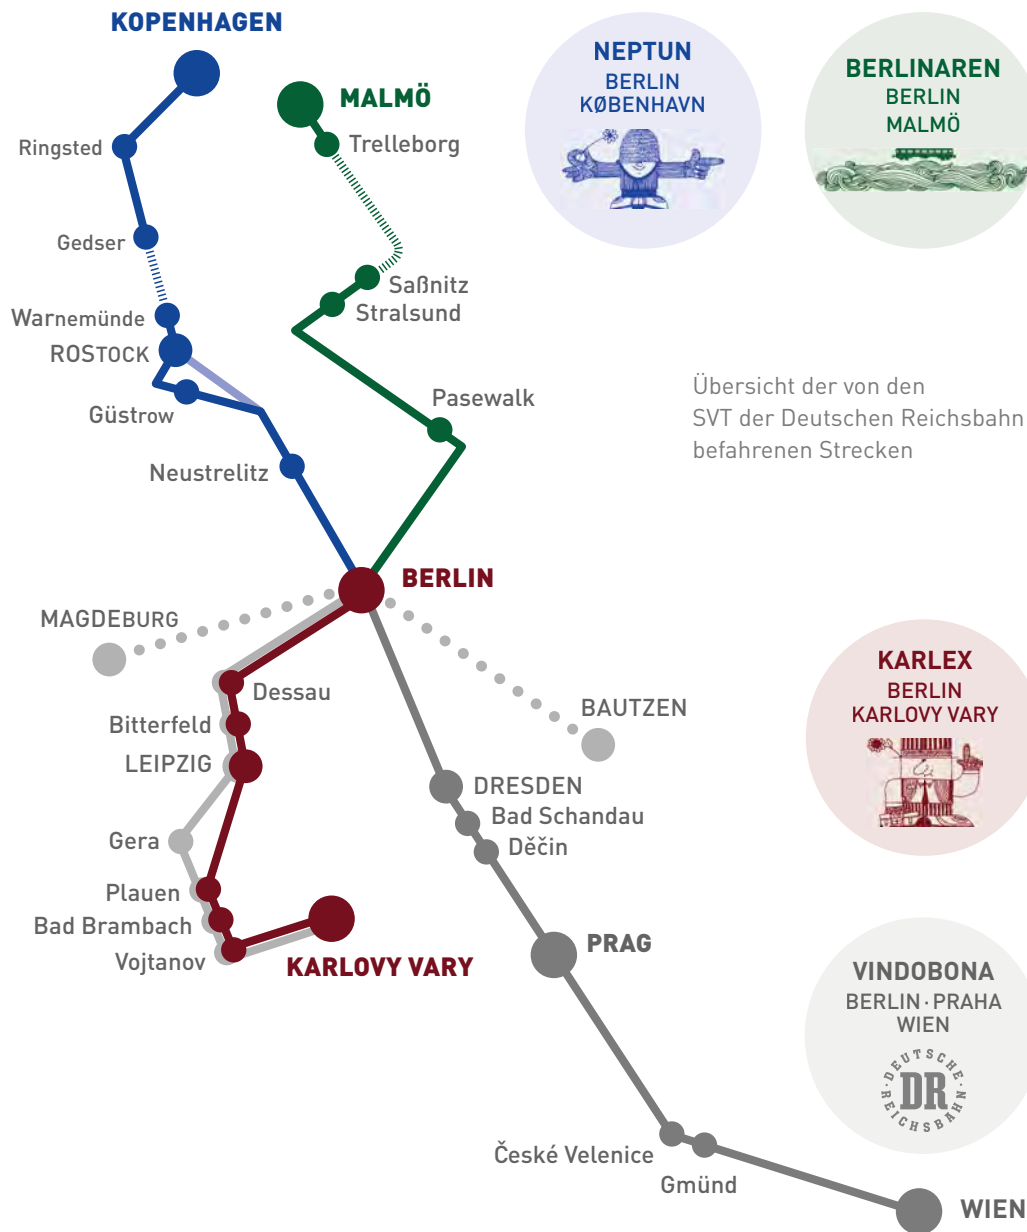 KOPENHAGEN
NEPTUN
BERLIN
KØBENHAVN
BERLINAREN
BERLIN
MALMÖ
MALMÖ
Trelleborg
Ringsted
Gedser
Saßnitz
Stralsund
Warnemünde
ROSTOCK
Güstrow
Pasewalk
Neustrelitz
Übersicht der von den
SVT der Deutschen Reichsbahn
befahrenen Strecken
BERLIN
MAGDEBURG
Dessau
Bitterfeld
LEIPZIG
BAUTZEN
KARLEX
BERLIN
KARLOVY VARY
DRESDEN
Bad Schandau
Děčin
Gera
Plauen
Bad Brambach
Vojtanov
KARLOVY VARY
PRAG
VINDOBONA
BERLIN · PRAHA
WIEN
· DEUTSCHE ·
DR
REICHSBAHN
České Velenice
Gmünd
WIEN